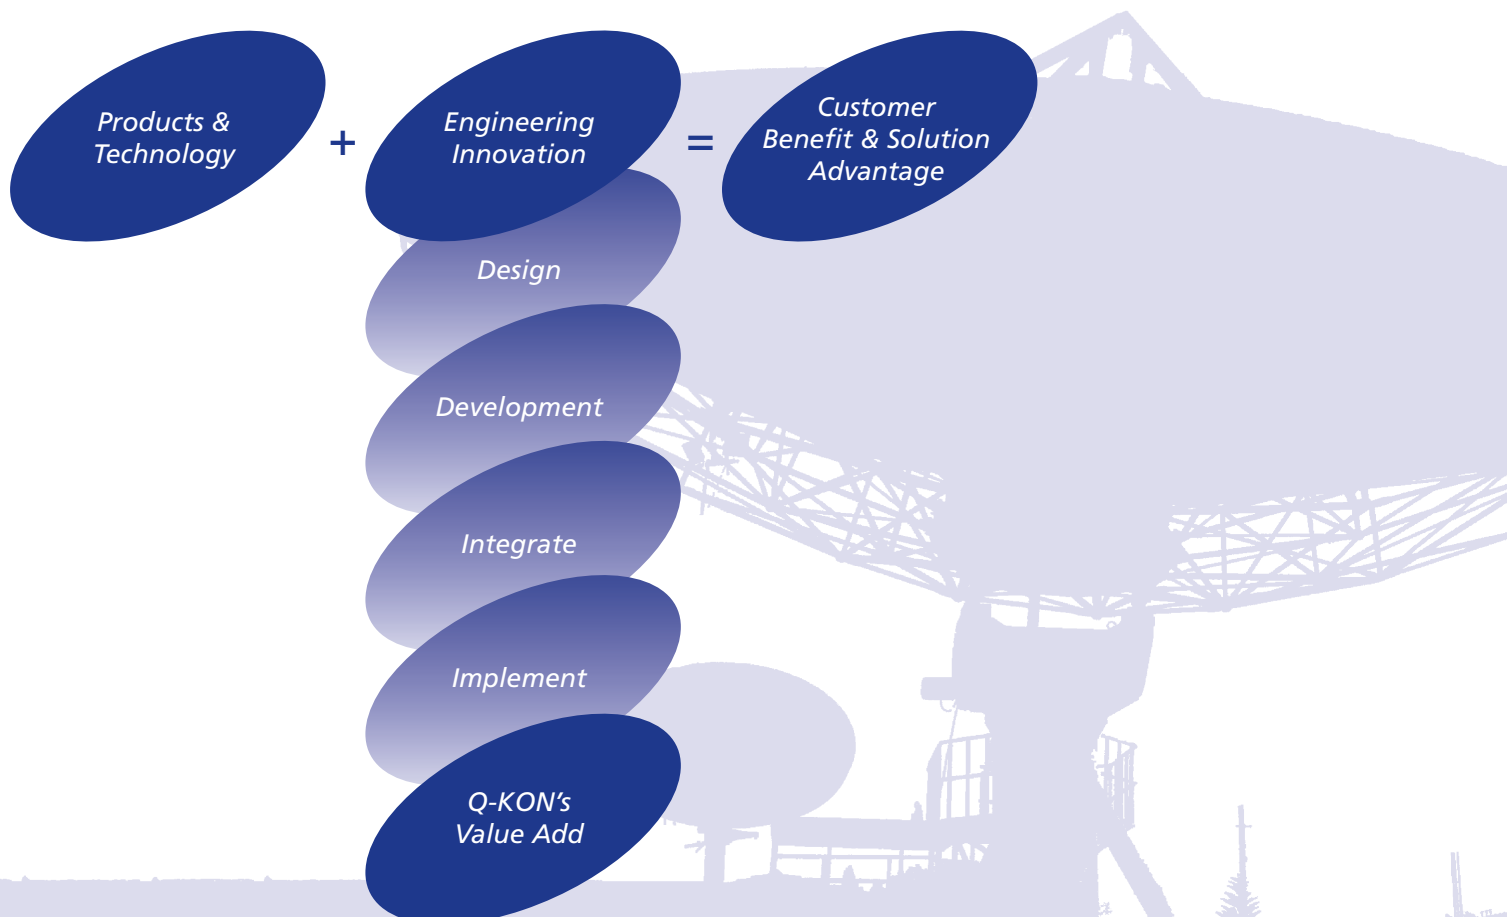 Products &
Technology
+
Engineering
Innovation
=
Customer
Benefit & Solution
Advantage
Design
Development
Integrate
Implement
Q-KON’s
Value Add